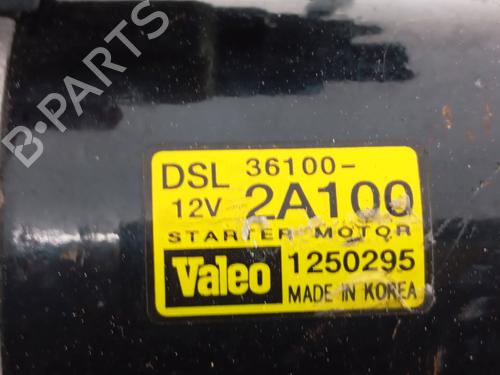 B-PARTS
DSL 36100-
12V 2A100
STARTER MOTOR
Valeo 1250295
MADE IN KOREA